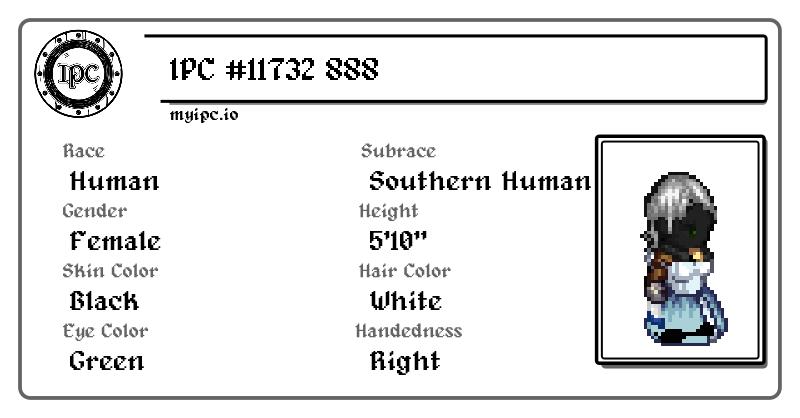 IPC
IPC #11732 888
myipc.io
Race
Subrace
Human
Southern Human
Gender
Height
Female
5'10"
Skin Color
Hair Color
Black
White
Eye Color
Handedness
Green
Right